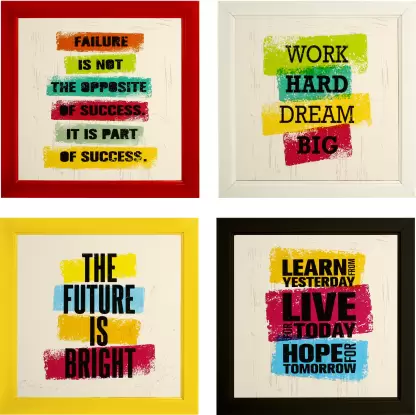 FAILURE
IS NOT
THE OPPOSITE
OF SUCCESS
IT IS PART
OF SUCCESS.
WORK
HARD
DREAM
BIG
THE
FUTURE
IS
BRIGHT
LEARN FROM
YESTERDAY
LIVE
FOR TODAY
HOPE FOR
TOMORROW